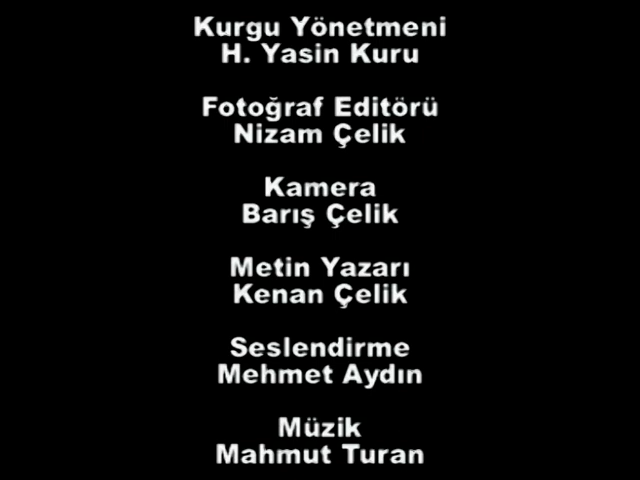 Kurgu Yönetmeni
H. Yasin Kuru
Fotoğraf Editörü
Nizam Çelik
Kamera
Barış Çelik
Metin Yazarı
Kenan Çelik
Seslendirme
Mehmet Aydın
Müzik
Mahmut Turan